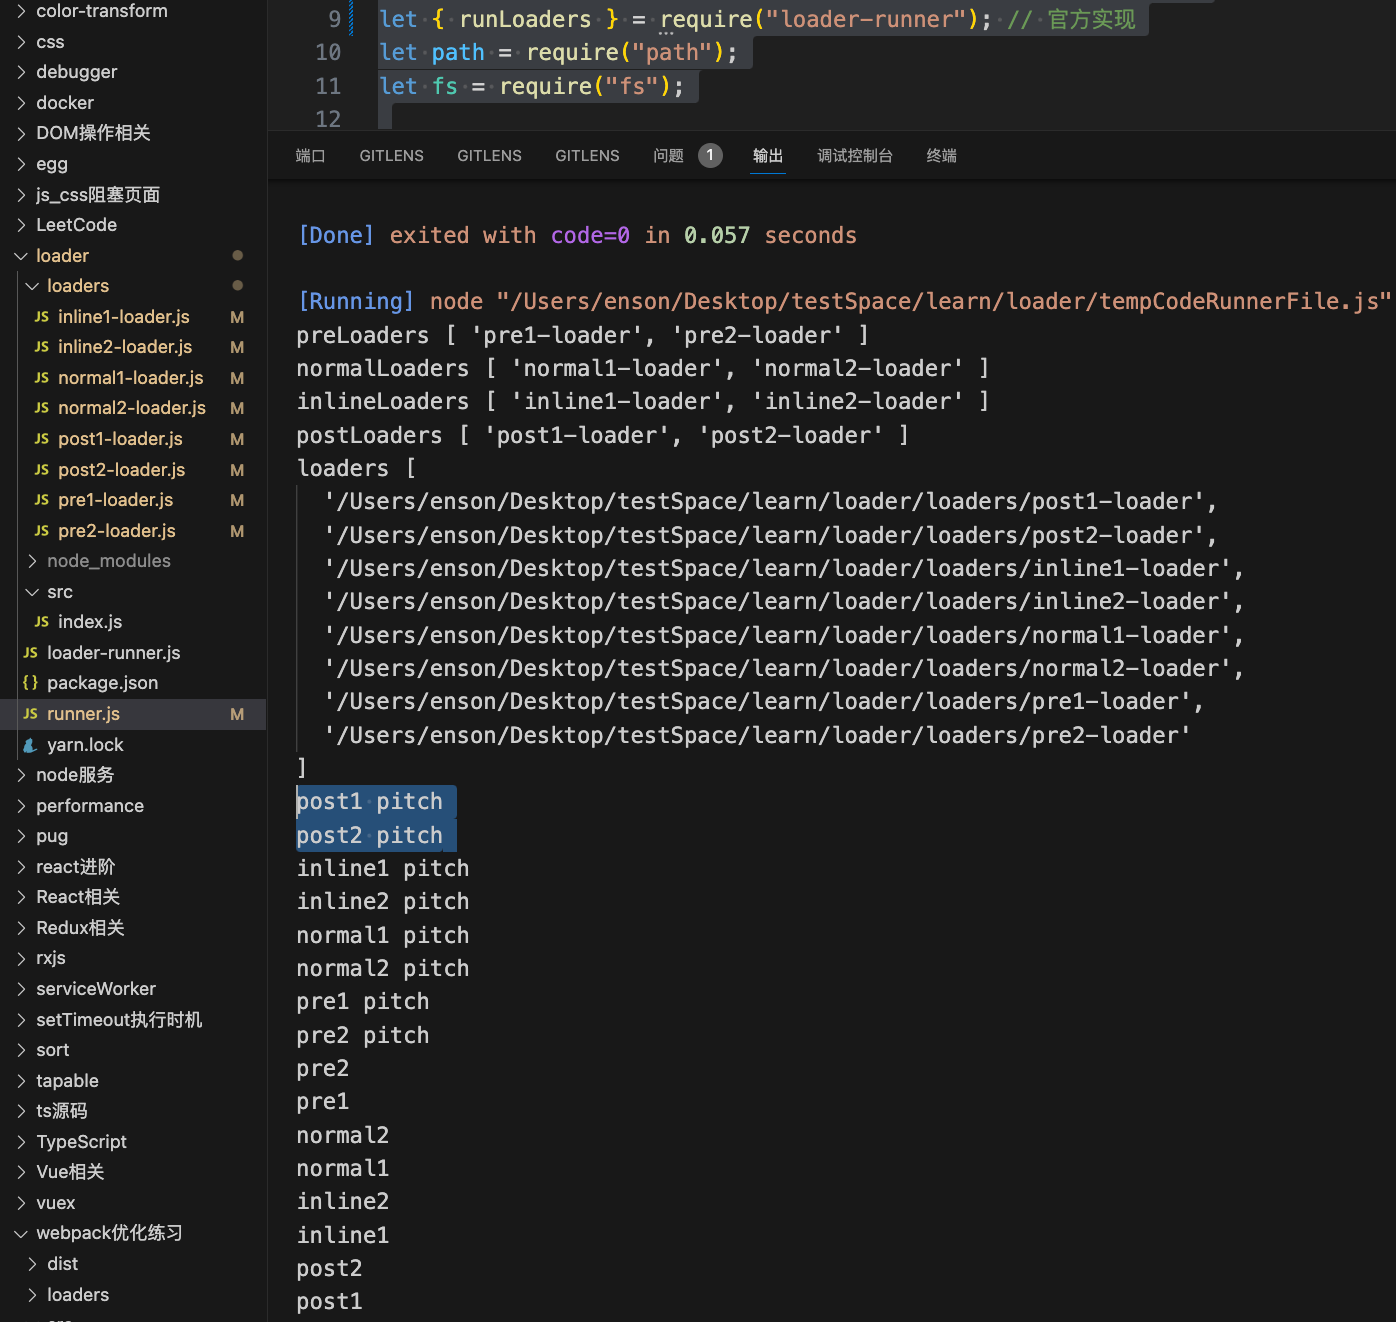 color-transform
css
debugger
docker
DOM操作相关
egg
js_css阻塞页面
LeetCode
loader
loaders
JS inline1-loader.js M
JS inline2-loader.js M
JS normal1-loader.js M
JS normal2-loader.js M
JS post1-loader.js M
JS post2-loader.js M
JS pre1-loader.js M
JS pre2-loader.js M
node_modules
src
JS index.js
JS loader-runner.js
{} package.json
JS runner.js M
yarn.lock
node服务
performance
pug
react进阶
React相关
Redux相关
rxjs
serviceWorker
setTimeout执行时机
sort
tapable
ts源码
TypeScript
Vue相关
vuex
webpack优化练习
dist
loaders
9 let { runLoaders } = require("loader-runner"); // 官方实现
10 let path = require("path");
11 let fs = require("fs");
12
端口 GITLENS GITLENS GITLENS 问题 1 输出 调试控制台 终端
[Done] exited with code=0 in 0.057 seconds
[Running] node "/Users/enson/Desktop/testSpace/learn/loader/tempCodeRunnerFile.js"
preLoaders [ 'pre1-loader', 'pre2-loader' ]
normalLoaders [ 'normal1-loader', 'normal2-loader' ]
inlineLoaders [ 'inline1-loader', 'inline2-loader' ]
postLoaders [ 'post1-loader', 'post2-loader' ]
loaders [
'/Users/enson/Desktop/testSpace/learn/loader/loaders/post1-loader',
'/Users/enson/Desktop/testSpace/learn/loader/loaders/post2-loader',
'/Users/enson/Desktop/testSpace/learn/loader/loaders/inline1-loader',
'/Users/enson/Desktop/testSpace/learn/loader/loaders/inline2-loader',
'/Users/enson/Desktop/testSpace/learn/loader/loaders/normal1-loader',
'/Users/enson/Desktop/testSpace/learn/loader/loaders/normal2-loader',
'/Users/enson/Desktop/testSpace/learn/loader/loaders/pre1-loader',
'/Users/enson/Desktop/testSpace/learn/loader/loaders/pre2-loader'
]
post1 pitch
post2 pitch
inline1 pitch
inline2 pitch
normal1 pitch
normal2 pitch
pre1 pitch
pre2 pitch
pre2
pre1
normal2
normal1
inline2
inline1
post2
post1